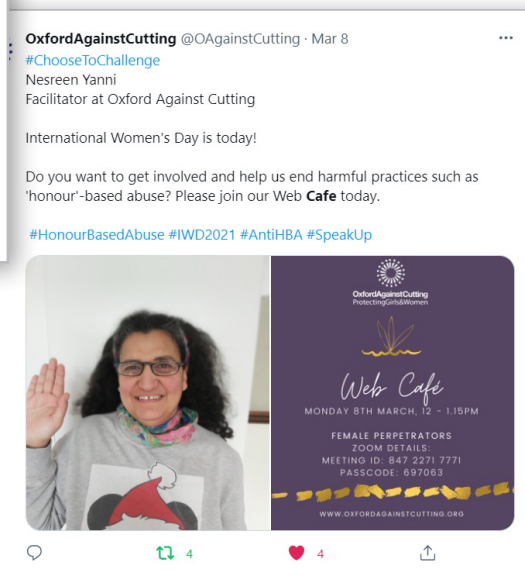 OxfordAgainstCutting @OAgainstCutting · Mar 8
#ChooseToChallenge
Nesreen Yanni
Facilitator at Oxford Against Cutting
International Women's Day is today!
Do you want to get involved and help us end harmful practices such as
'honour'-based abuse? Please join our Web Cafe today.
#HonourBasedAbuse #IWD2021 #AntiHBA #SpeakUp
OxfordAgainstCutting
ProtectingGirls&Women
Web Café
MONDAY 8TH MARCH, 12 - 1.15PM
FEMALE PERPETRATORS
ZOOM DETAILS:
MEETING ID: 847 2271 7771
PASSCODE: 697063
WWW.OXFORDAGAINSTCUTTING.ORG
4
4